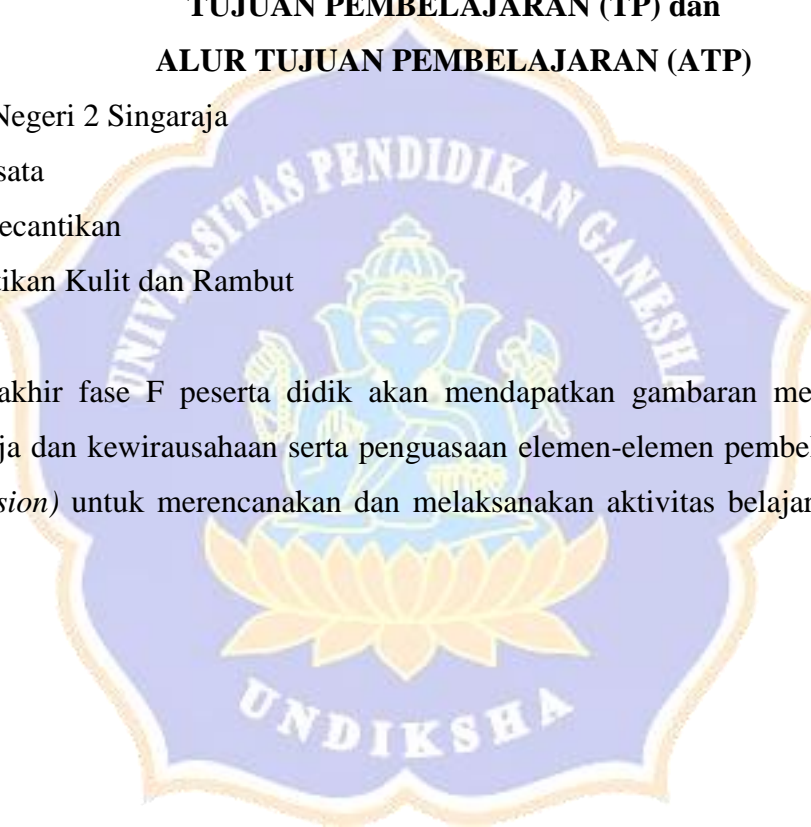 TUJUAN PEMBELAJARAN (TP) dan
ALUR TUJUAN PEMBELAJARAN (ATP)
Negeri 2 Singaraja
sata
ecantikan
tikan Kulit dan Rambut
akhir fase F peserta didik akan mendapatkan gambaran me
ja dan kewirausahaan serta penguasaan elemen-elemen pembel
sion) untuk merencanakan dan melaksanakan aktivitas belajar
UNIVERSITAS PENDIDIKAN GANESHA
UNDIKSHA